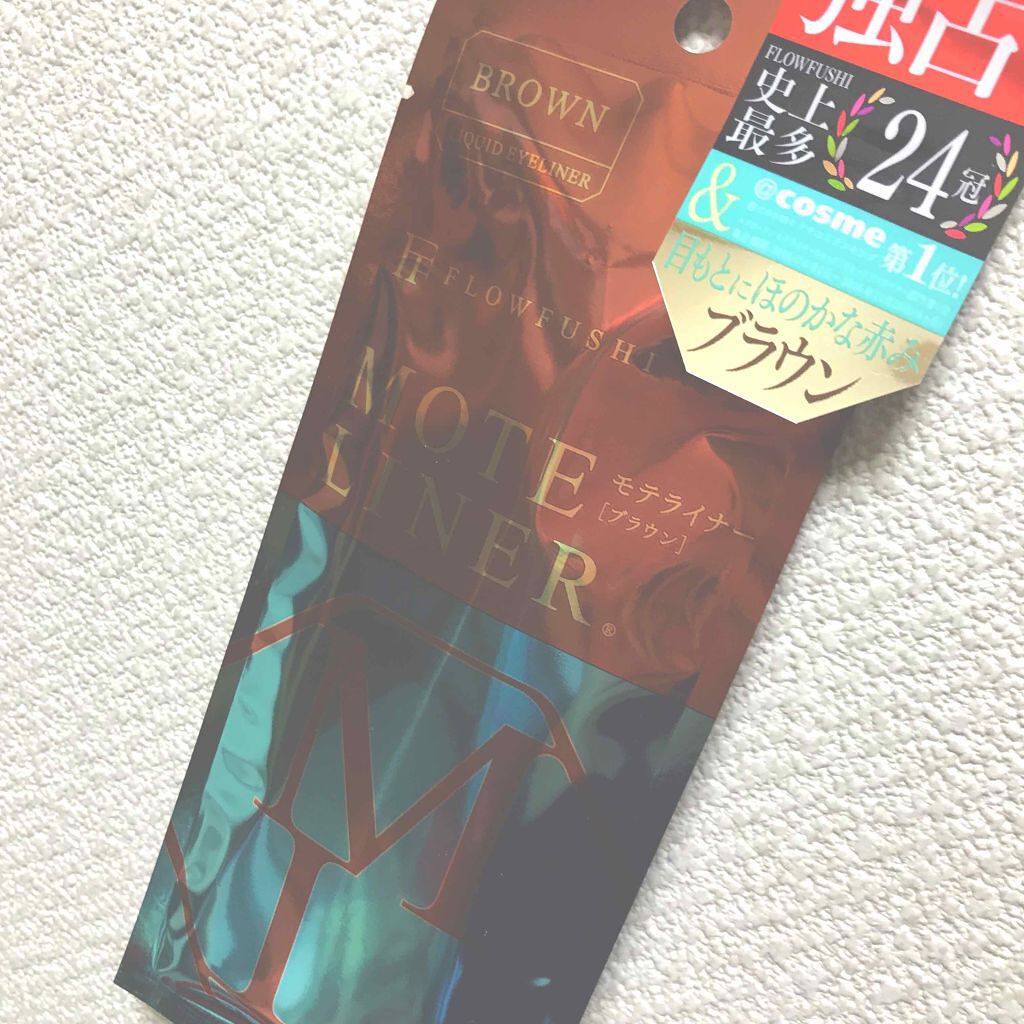 BROWN
LIQUID EYELINER
FLOWFUSHI
MOTE
LINER®
モテライナー
[ブラウン]
独占
FLOWFUSHI
史上
最多
24冠
& @cosme 第1位!
目もとにほのかな赤み
ブラウン